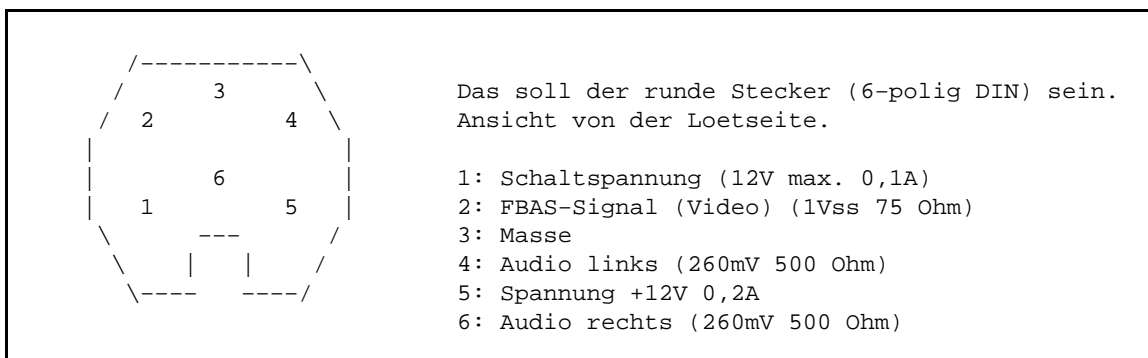 /-----------\
/ 3 \ Das soll der runde Stecker (6-polig DIN) sein.
/ 2 4 \ Ansicht von der Loetseite.
| |
| 6 | 1: Schaltspannung (12V max. 0,1A)
| 1 5 | 2: FBAS-Signal (Video) (1Vss 75 Ohm)
\ --- / 3: Masse
\ | | / 4: Audio links (260mV 500 Ohm)
\---- ----/ 5: Spannung +12V 0,2A
6: Audio rechts (260mV 500 Ohm)